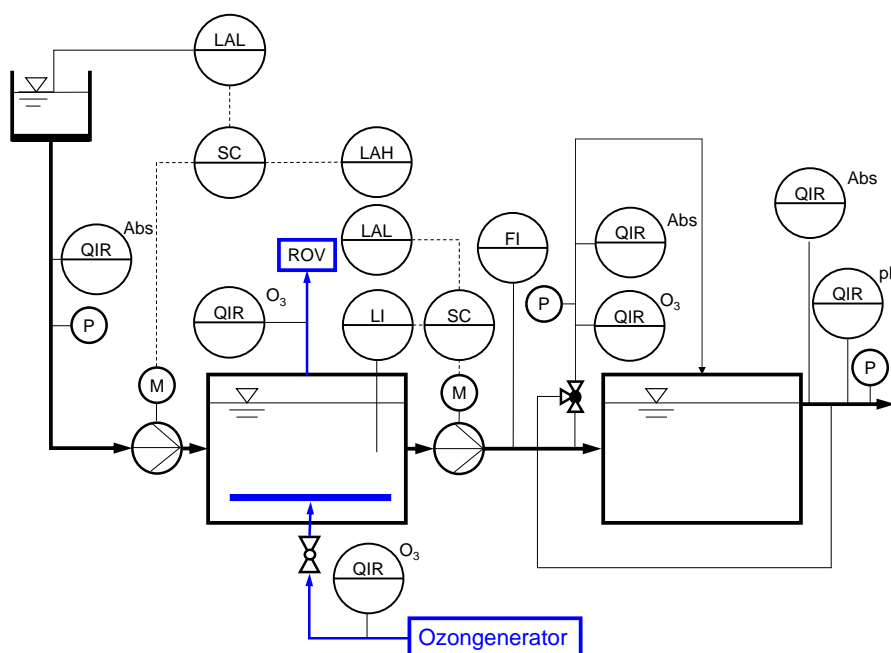 LAL
SC
LAH
Abs
QIR
P
LAL
FI
ROV
O3
QIR
LI
SC
M
M
Abs
QIR
P
O3
QIR
Abs
QIR
QIR
P
O3
QIR
Ozongenerator